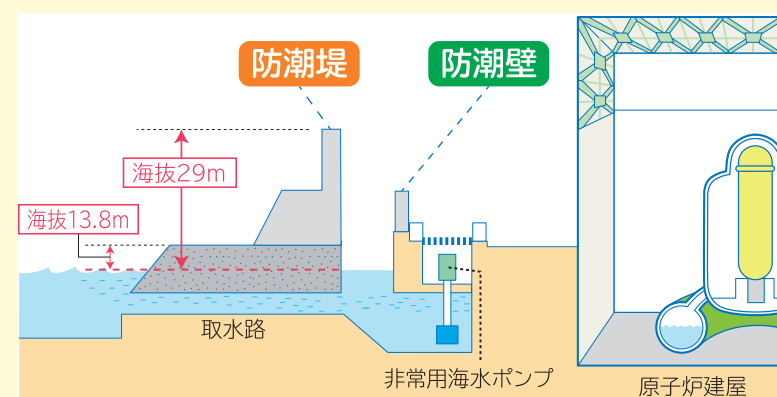 防潮堤
防潮壁
海抜29m
海抜13.8m
取水路
非常用海水ポンプ
原子炉建屋